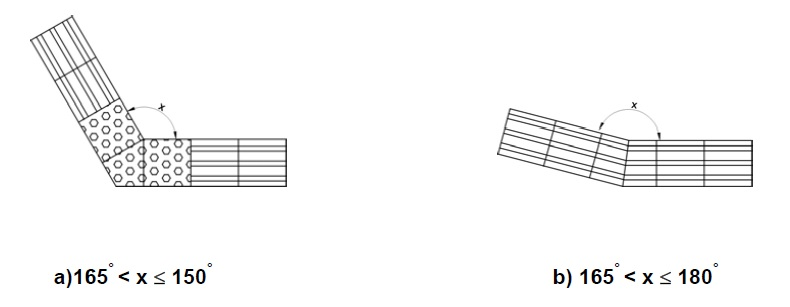 x
x
a)165° < x ≤ 150°
b) 165° < x ≤ 180°